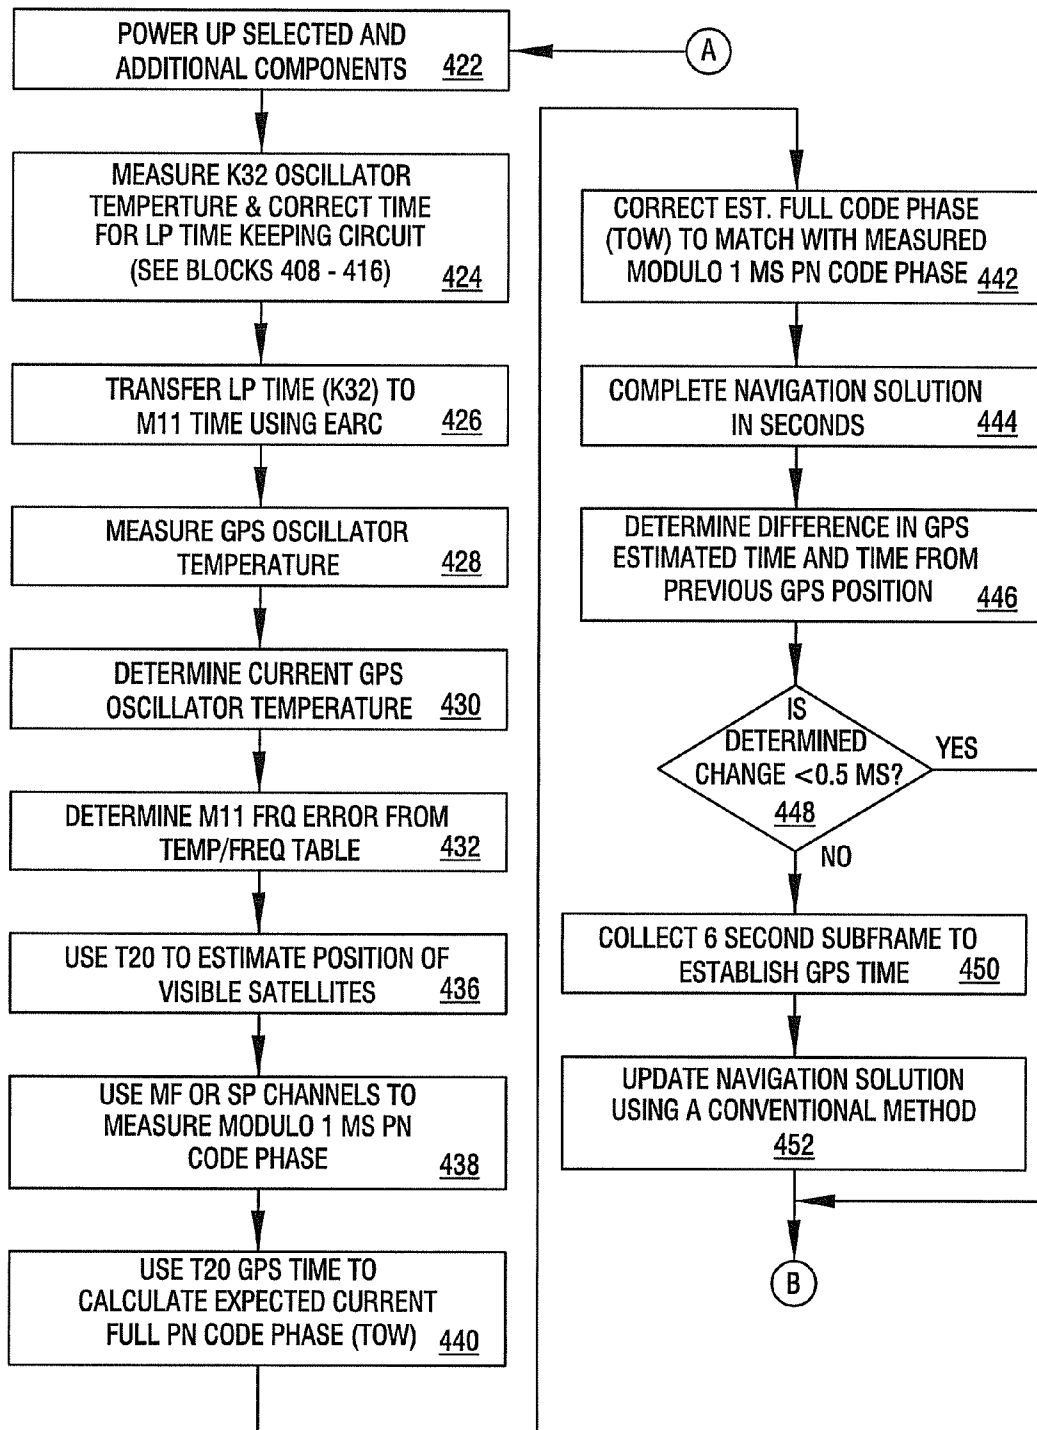 A
POWER UP SELECTED AND
ADDITIONAL COMPONENTS 422
MEASURE K32 OSCILLATOR
TEMPERTURE & CORRECT TIME
FOR LP TIME KEEPING CIRCUIT
(SEE BLOCKS 408 - 416) 424
TRANSFER LP TIME (K32) TO
M11 TIME USING EARC 426
MEASURE GPS OSCILLATOR
TEMPERATURE 428
DETERMINE CURRENT GPS
OSCILLATOR TEMPERATURE 430
DETERMINE M11 FRQ ERROR FROM
TEMP/FREQ TABLE 432
USE T20 TO ESTIMATE POSITION OF
VISIBLE SATELLITES 436
USE MF OR SP CHANNELS TO
MEASURE MODULO 1 MS PN
CODE PHASE 438
USE T20 GPS TIME TO
CALCULATE EXPECTED CURRENT
FULL PN CODE PHASE (TOW) 440
CORRECT EST. FULL CODE PHASE
(TOW) TO MATCH WITH MEASURED
MODULO 1 MS PN CODE PHASE 442
COMPLETE NAVIGATION SOLUTION
IN SECONDS 444
DETERMINE DIFFERENCE IN GPS
ESTIMATED TIME AND TIME FROM
PREVIOUS GPS POSITION 446
IS
DETERMINED
CHANGE <0.5 MS?
448
YES
NO
COLLECT 6 SECOND SUBFRAME TO
ESTABLISH GPS TIME 450
UPDATE NAVIGATION SOLUTION
USING A CONVENTIONAL METHOD
452
B